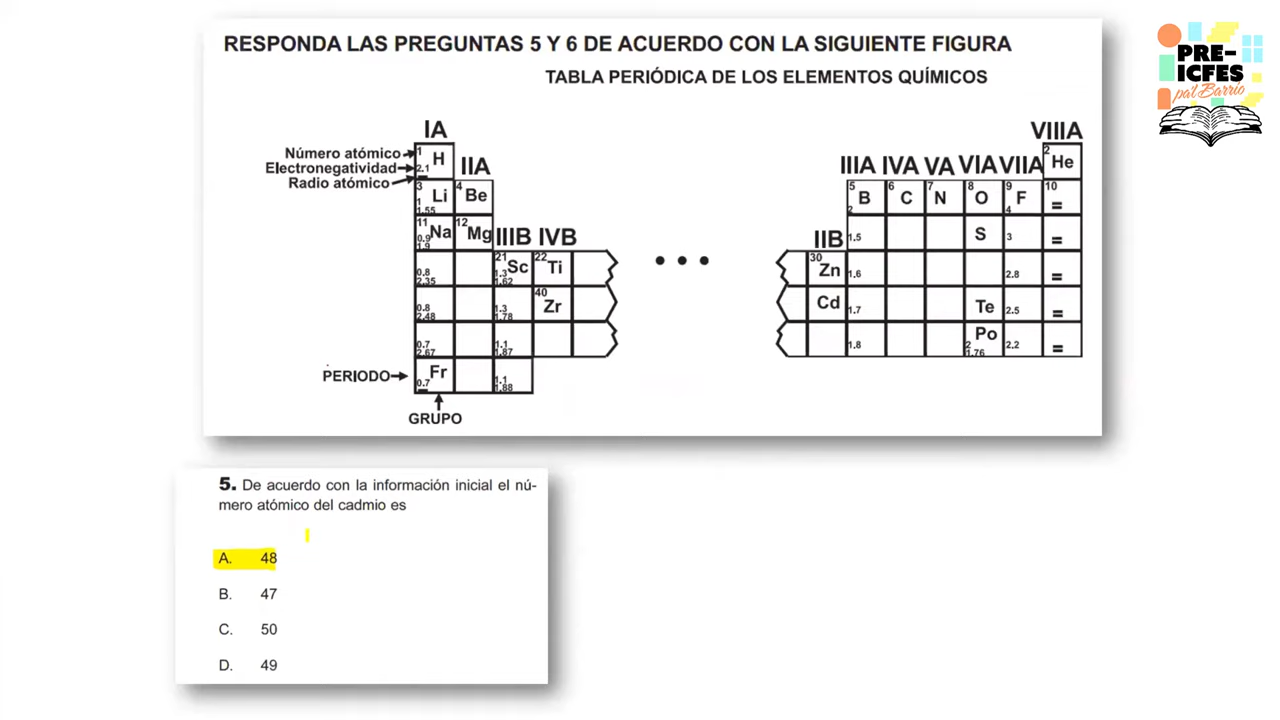 PRE-
ICFES
pa'l Barrio
RESPONDA LAS PREGUNTAS 5 Y 6 DE ACUERDO CON LA SIGUIENTE FIGURA
TABLA PERIÓDICA DE LOS ELEMENTOS QUÍMICOS
IA VIIIA
Número atómico 1 H 2 He
Electronegatividad 2.1
Radio atómico
IIA IIIA IVA VA VIA VIIA
3 Li 4 Be 5 B 6 C 7 N 8 O 9 F 10 =
1 2 4
1.55
11 Na 12 Mg IIIB IVB IIB 1.5 S 3 =
0.9
1.9
21 Sc 22 Ti • • • 30 Zn 1.6 2.8 =
0.8 1.3
2.35 1.62
40 Zr Cd 1.7 Te 2.5 =
0.8 1.3
2.48 1.78
0.7 1.1 1.8 Po 2 2.2 =
2.67 1.87 1.76
PERIODO Fr 1.1
0.7 1.88
GRUPO
5. De acuerdo con la información inicial el nú-
mero atómico del cadmio es
A. 48
B. 47
C. 50
D. 49